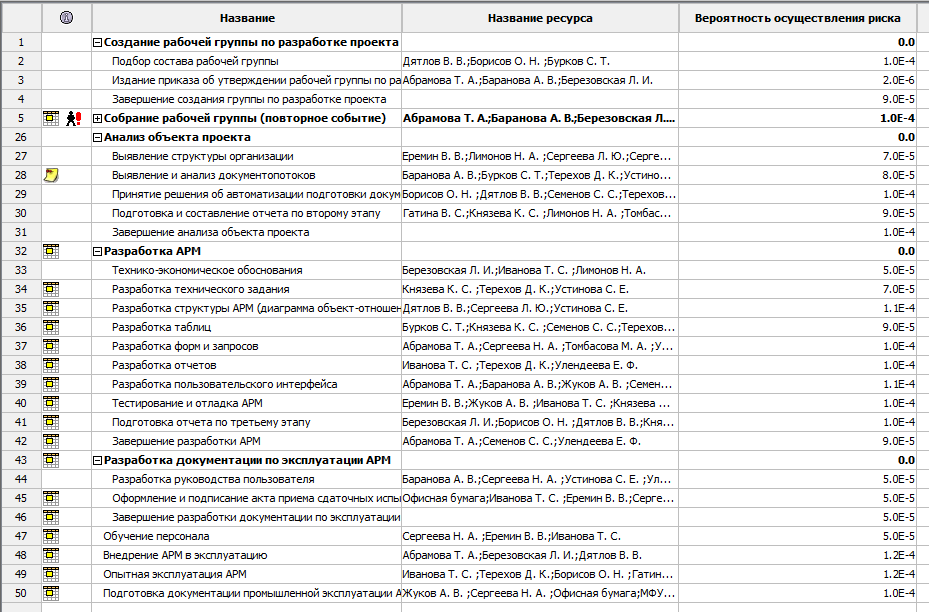 Название Название ресурса Вероятность осуществления риска
1 Создание рабочей группы по разработке проекта 0.0
2 Подбор состава рабочей группы Дятлов В. В.;Борисов О. Н. ;Бурков С. Т. 1.0E-4
3 Издание приказа об утверждении рабочей группы по ра Абрамова Т. А.;Баранова А. В.;Березовская Л. И. 2.0E-6
4 Завершение создания группы по разработке проекта 9.0E-5
5 Собрание рабочей группы (повторное событие) Абрамова Т. А.;Баранова А. В.;Березовская Л.... 1.0E-4
26 Анализ объекта проекта 0.0
27 Выявление структуры организации Еремин В. В.;Лимонов Н. А. ;Сергеева Л. Ю.;Серге... 7.0E-5
28 Выявление и анализ документопотоков Баранова А. В.;Бурков С. Т.;Терехов Д. К.;Устино... 8.0E-5
29 Принятие решения об автоматизации подготовки докум Борисов О. Н. ;Дятлов В. В.;Семенов С. С.;Терехов... 1.0E-4
30 Подготовка и составление отчета по второму этапу Гатина В. С.;Князева К. С. ;Лимонов Н. А. ;Томбас... 9.0E-5
31 Завершение анализа объекта проекта 1.0E-4
32 Разработка АРМ 0.0
33 Технико-экономическое обоснования Березовская Л. И.;Иванова Т. С. ;Лимонов Н. А. 5.0E-5
34 Разработка технического задания Князева К. С. ;Терехов Д. К.;Устинова С. Е. 7.0E-5
35 Разработка структуры АРМ (диаграмма объект-отношен Дятлов В. В.;Сергеева Л. Ю.;Устинова С. Е. 1.1E-4
36 Разработка таблиц Бурков С. Т.;Князева К. С. ;Семенов С. С.;Терехов... 9.0E-5
37 Разработка форм и запросов Абрамова Т. А.;Сергеева Н. А. ;Томбасова М. А. ;У... 1.0E-4
38 Разработка отчетов Иванова Т. С. ;Терехов Д. К.;Улендеева Е. Ф. 1.0E-4
39 Разработка пользовательского интерфейса Абрамова Т. А.;Баранова А. В.;Жуков А. В. ;Семен... 1.1E-4
40 Тестирование и отладка АРМ Еремин В. В.;Жуков А. В. ;Иванова Т. С. ;Князева ... 1.0E-4
41 Подготовка отчета по третьему этапу Березовская Л. И.;Борисов О. Н. ;Дятлов В. В.;Кня... 1.0E-4
42 Завершение разработки АРМ Абрамова Т. А.;Семенов С. С.;Улендеева Е. Ф. 9.0E-5
43 Разработка документации по эксплуатации АРМ 0.0
44 Разработка руководства пользователя Баранова А. В.;Сергеева Н. А. ;Устинова С. Е. ;Ул... 5.0E-5
45 Оформление и подписание акта приема сдаточных испы Офисная бумага;Иванова Т. С. ;Еремин В. В.;Серге... 5.0E-5
46 Завершение разработки документации по эксплуатации 5.0E-5
47 Обучение персонала Сергеева Н. А. ;Еремин В. В.;Иванова Т. С. 5.0E-5
48 Внедрение АРМ в эксплуатацию Абрамова Т. А.;Березовская Л. И.;Дятлов В. В. 1.2E-4
49 Опытная эксплуатация АРМ Иванова Т. С. ;Терехов Д. К.;Борисов О. Н. ;Гатин... 1.2E-4
50 Подготовка документации промышленной эксплуатации А Жуков А. В. ;Сергеева Н. А. ;Офисная бумага;МФУ... 1.0E-4